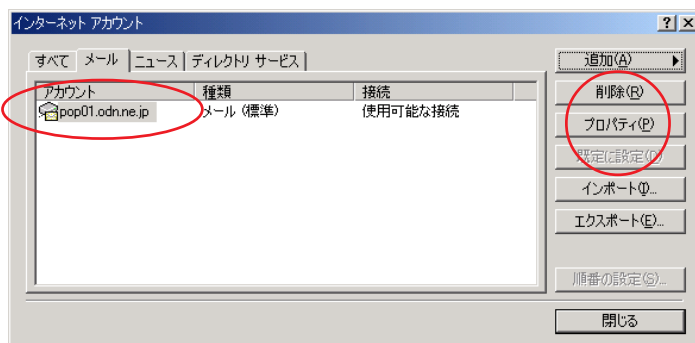 インターネット アカウント
すべて メール ニュース ディレクトリ サービス
アカウント 種類 接続
pop01.odn.ne.jp メール (標準) 使用可能な接続
追加(A)
削除(R)
プロパティ(P)
既定に設定(D)
インポート(I)...
エクスポート(E)...
順番の設定(S)...
閉じる